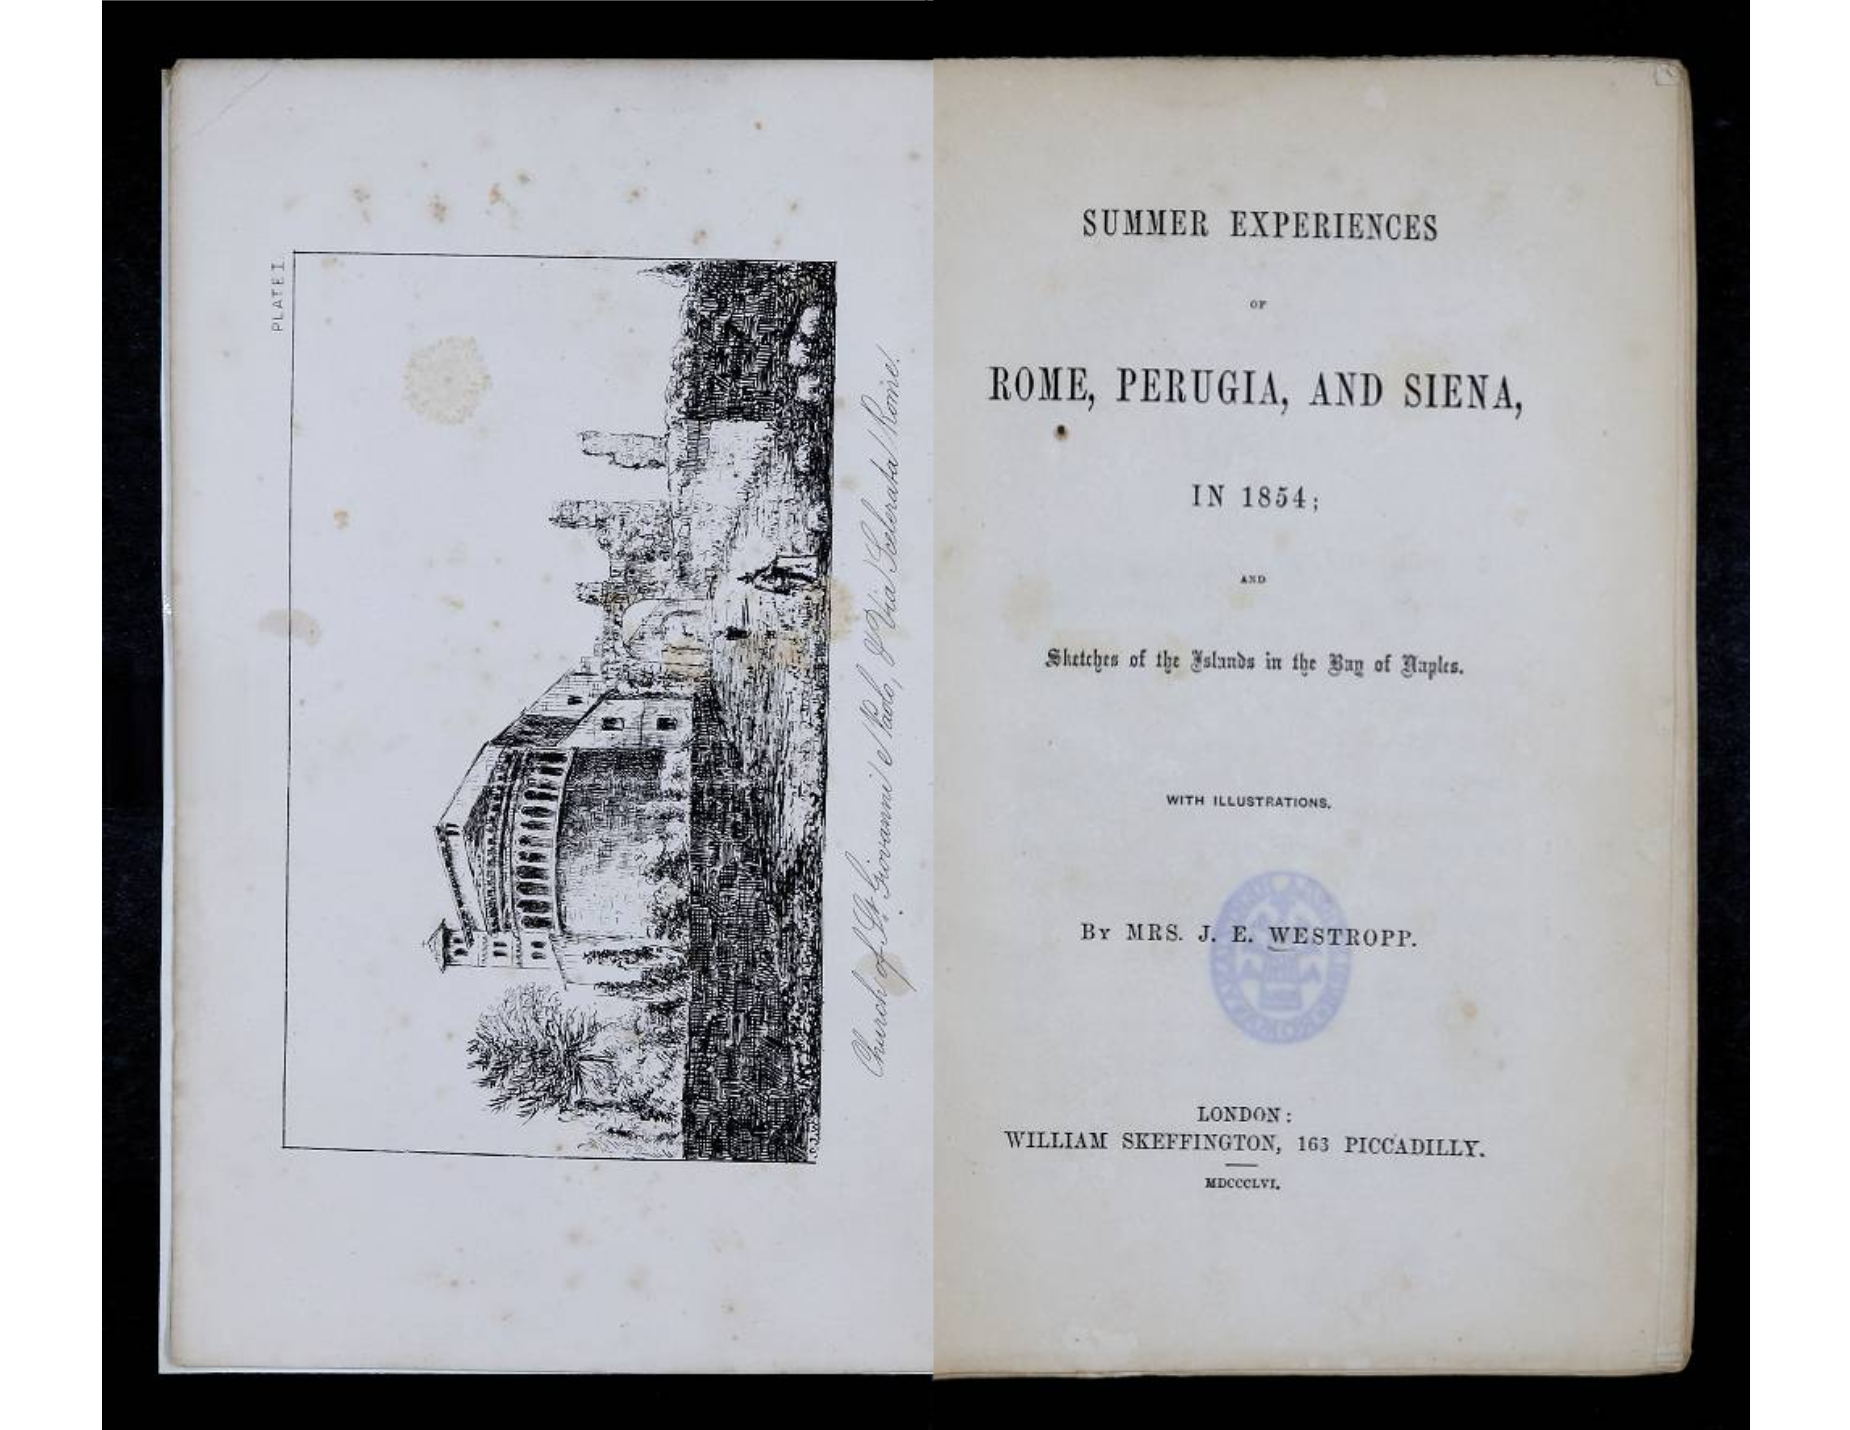 PLATE I.
Church of St. Giovanni e Paolo, & Via Scelerata Rome.
SUMMER EXPERIENCES
OF
ROME, PERUGIA, AND SIENA,
IN 1854;
AND
Sketches of the Islands in the Bay of Naples.
WITH ILLUSTRATIONS.
By MRS. J. E. WESTROPP.
LONDON:
WILLIAM SKEFFINGTON, 163 PICCADILLY.
MDCCCLVI.